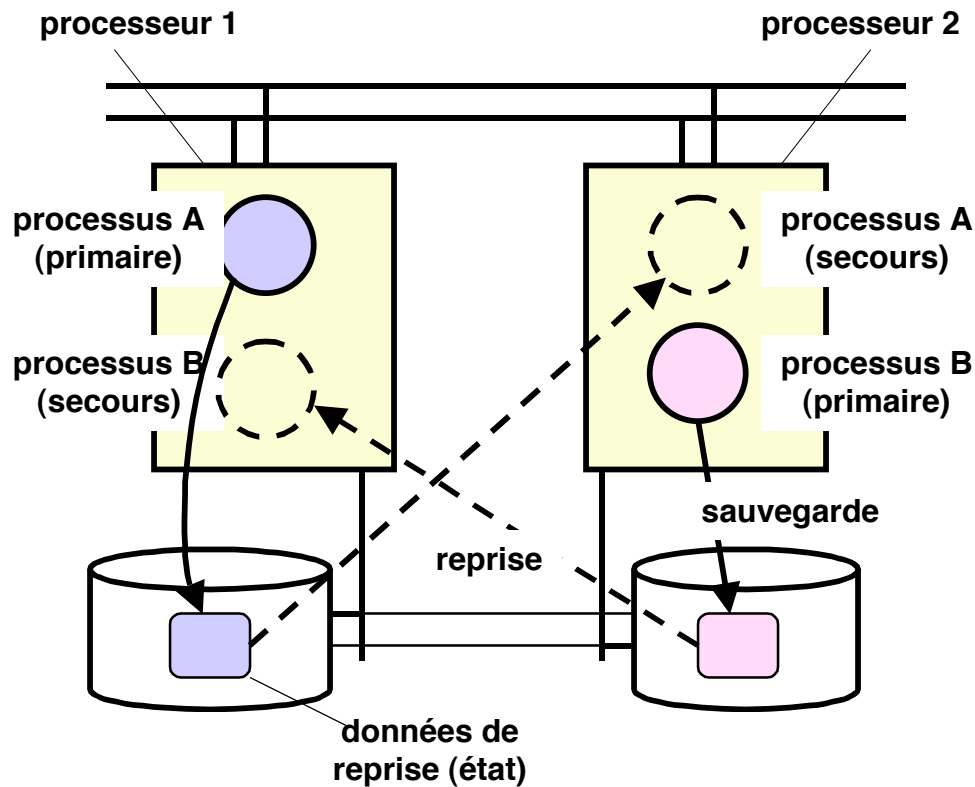 processeur 1
processeur 2
processus A
(primaire)
processus A
(secours)
processus B
(secours)
processus B
(primaire)
sauvegarde
reprise
données de
reprise (état)